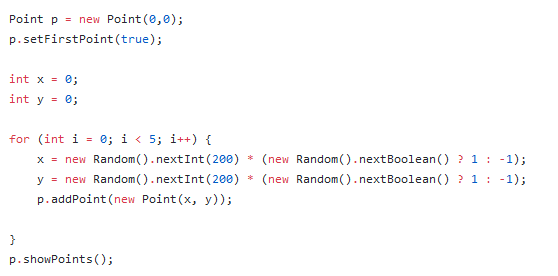 Point p = new Point(0,0);
p.setFirstPoint(true);
int x = 0;
int y = 0;
for (int i = 0; i < 5; i++) {
x = new Random().nextInt(200) * (new Random().nextBoolean() ? 1 : -1);
y = new Random().nextInt(200) * (new Random().nextBoolean() ? 1 : -1);
p.addPoint(new Point(x, y));
}
p.showPoints();